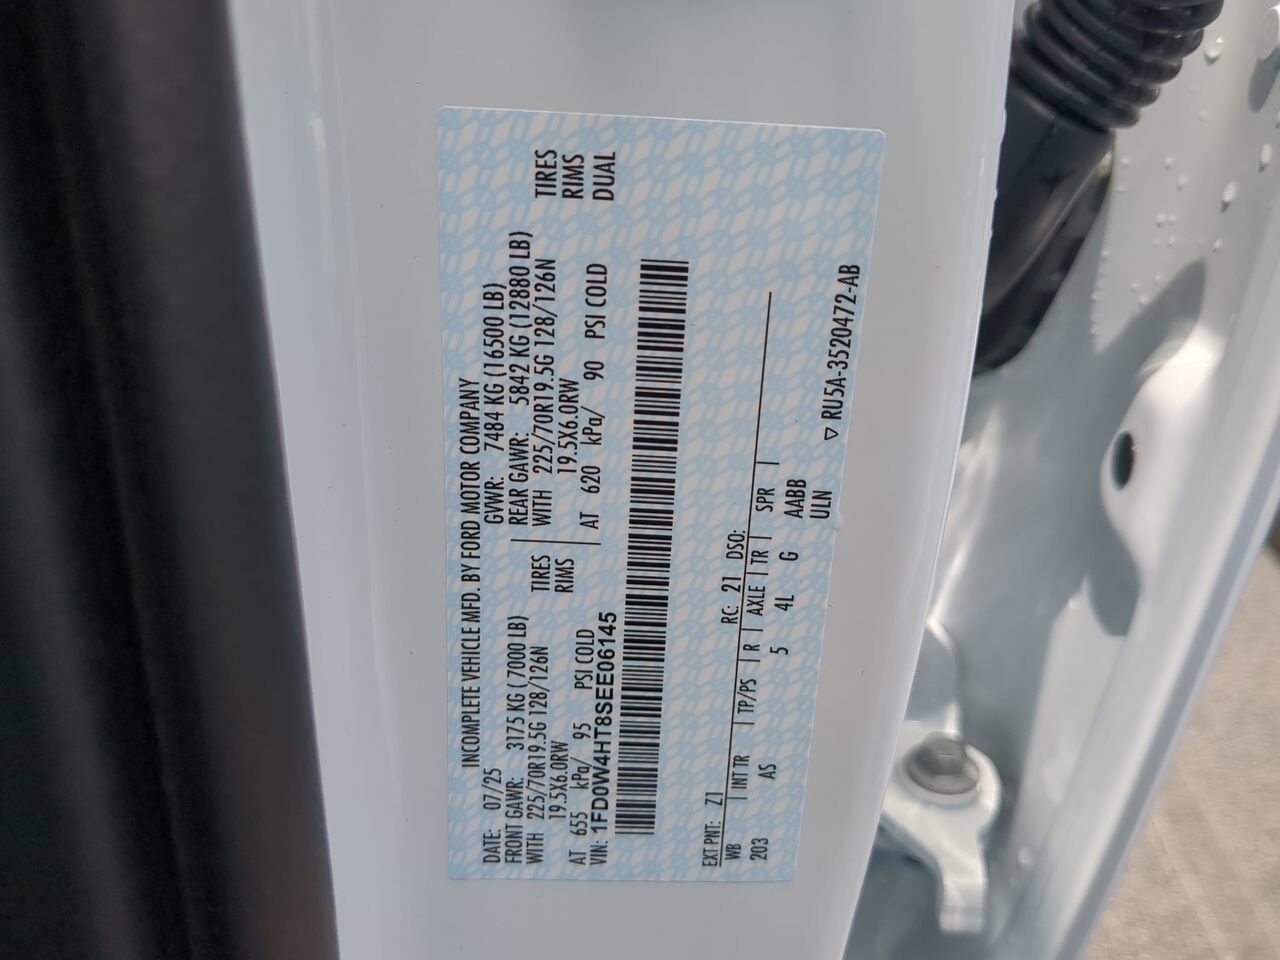 INCOMPLETE VEHICLE MFD. BY FORD MOTOR COMPANY
DATE: 07/25 GVWR: 7484 KG (16500 LB)
FRONT GAWR: 3175 KG (7000 LB) REAR GAWR: 5842 KG (12880 LB)
WITH 225/70R19.5G 128/126N TIRES WITH 225/70R19.5G 128/126N TIRES
19.5X6.0RW RIMS 19.5X6.0RW RIMS
AT 655 kPa/ 95 PSI COLD AT 620 kPa/ 90 PSI COLD DUAL
VIN: 1FD0W4HT8SEE06145
EXT PNT: Z1 RC: 21 DSO:
WB | INT TR | TP/PS | R | AXLE | TR | SPR |
203 AS 5 4L G AABB
ULN
▽ RU5A-3520472-AB